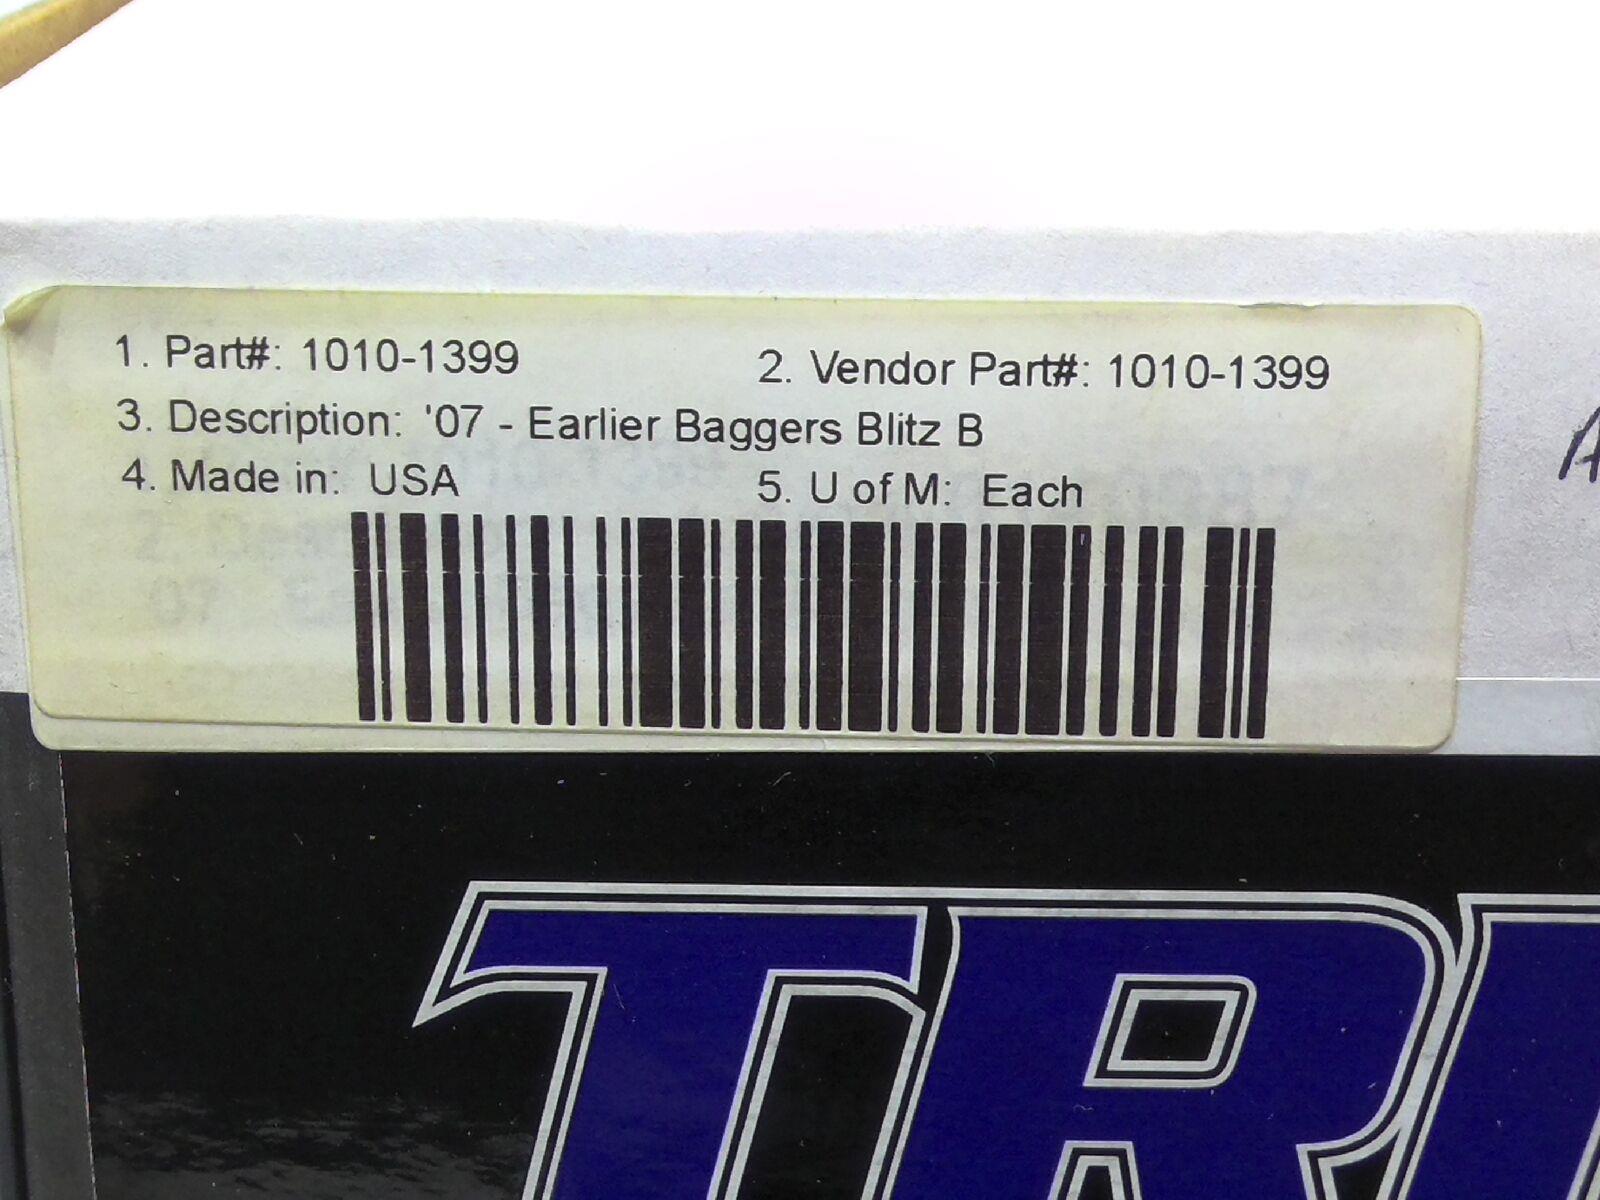 1. Part#: 1010-1399 2. Vendor Part#: 1010-1399
3. Description: '07 - Earlier Baggers Blitz B
4. Made in: USA 5. U of M: Each